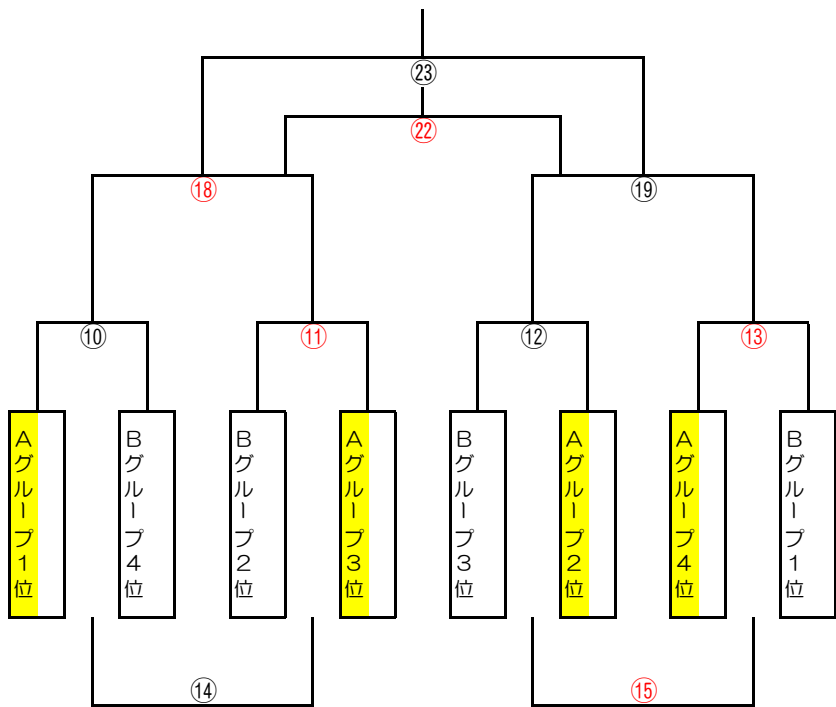 ㉓
㉒
⑱
⑲
⑩
⑪
⑫
⑬
Aグループ1位
Bグループ4位
Bグループ2位
Aグループ3位
Bグループ3位
Aグループ2位
Aグループ4位
Bグループ1位
⑭
⑮